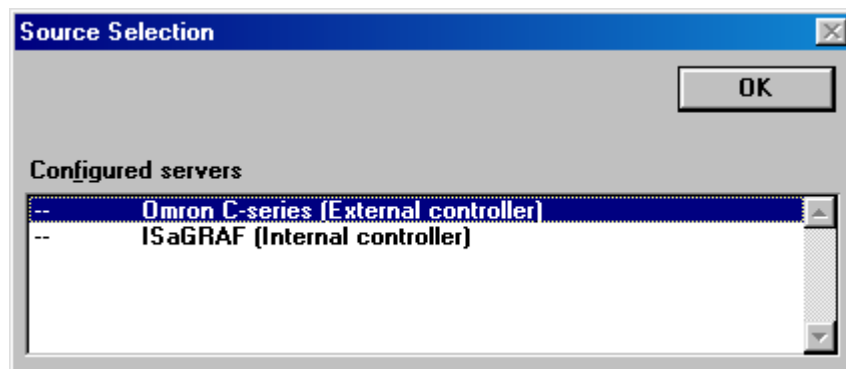 Source Selection
OK
Configured servers
-- Omron C-series (External controller)
-- ISaGRAF (Internal controller)